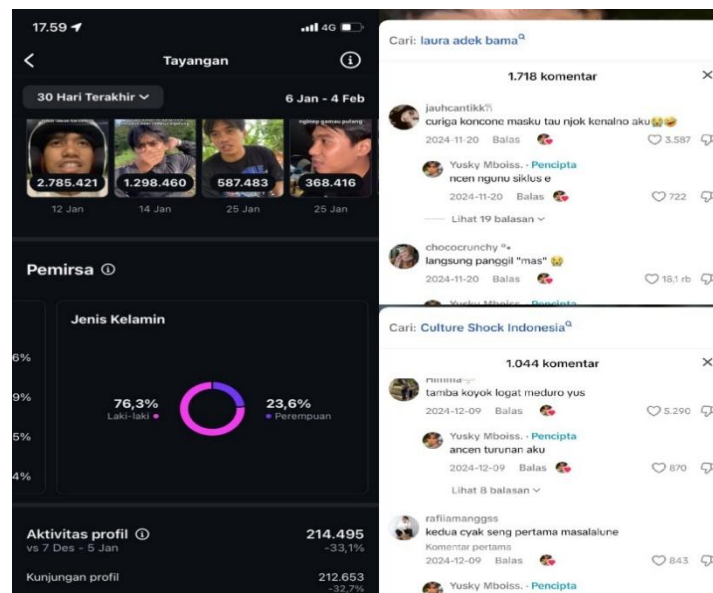 17.59
4G
Tayangan
30 Hari Terakhir
6 Jan - 4 Feb
nginep gamau pulang
2.785.421
1.298.460
587.483
368.416
12 Jan
14 Jan
25 Jan
25 Jan
Pemirsa
Jenis Kelamin
6%
9%
5%
4%
76,3%
Laki-laki
23,6%
Perempuan
Aktivitas profil
214.495
vs 7 Des - 5 Jan
-33,1%
Kunjungan profil
212.653
-32,7%
Cari: laura adek bama
1.718 komentar
jauhcantikk
curiga koncone masku tau njok kenalno aku😭🤣
2024-11-20 Balas
3.587
Yusky Mboiss. · Pencipta
ncen ngunu siklus e
2024-11-20 Balas
722
Lihat 19 balasan
chococrunchy
langsung panggil "mas" 😭
2024-11-20 Balas
18,1 rb
Yusky Mboiss. · Pencipta
Cari: Culture Shock Indonesia
1.044 komentar
tamba koyok logat meduro yus
2024-12-09 Balas
5.290
Yusky Mboiss. · Pencipta
ancen turunan aku
2024-12-09 Balas
870
Lihat 8 balasan
rafiiamanggss
kedua cyak seng pertama masalalune
Komentar pertama
2024-12-09 Balas
843
Yusky Mboiss. · Pencipta